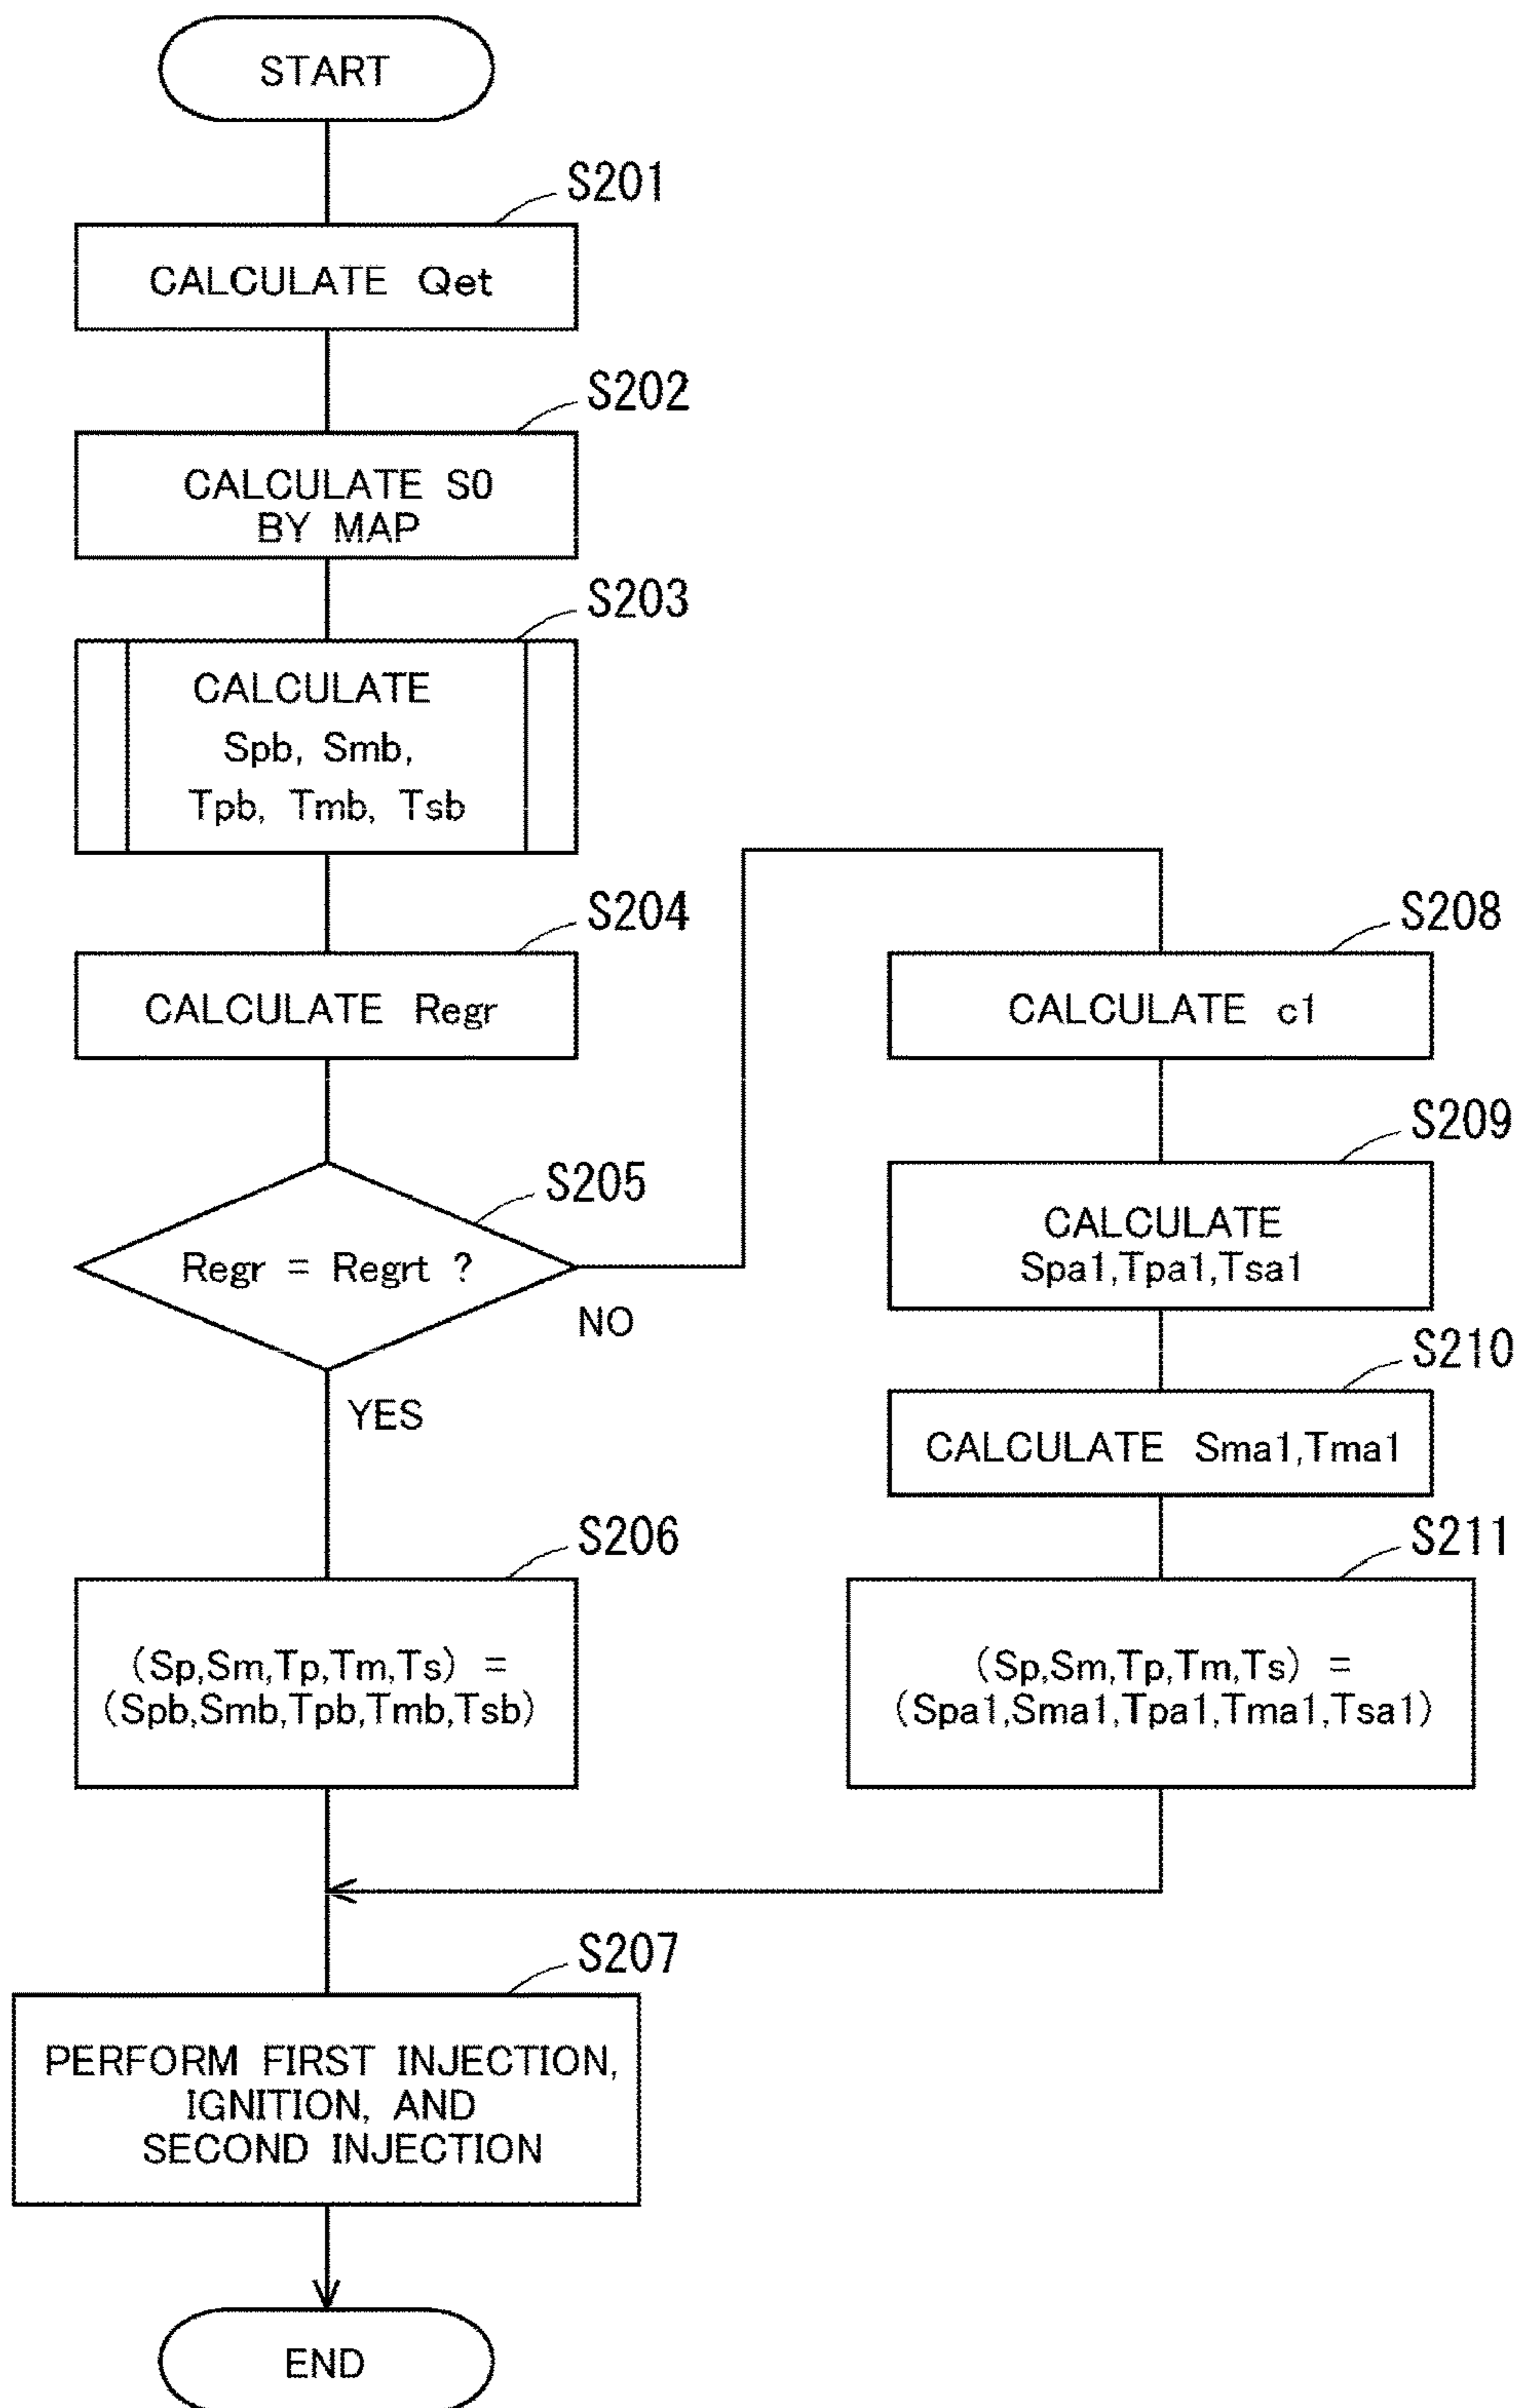 START
S201
CALCULATE Qet
S202
CALCULATE S0
BY MAP
S203
CALCULATE
Spb, Smb,
Tpb, Tmb, Tsb
S204
CALCULATE Regr
S205
Regr = Regrt ?
NO
YES
S206
(Sp,Sm,Tp,Tm,Ts) =
(Spb,Smb,Tpb,Tmb,Tsb)
S208
CALCULATE c1
S209
CALCULATE
Spa1,Tpa1,Tsa1
S210
CALCULATE Sma1,Tma1
S211
(Sp,Sm,Tp,Tm,Ts) =
(Spa1,Sma1,Tpa1,Tma1,Tsa1)
S207
PERFORM FIRST INJECTION,
IGNITION, AND
SECOND INJECTION
END